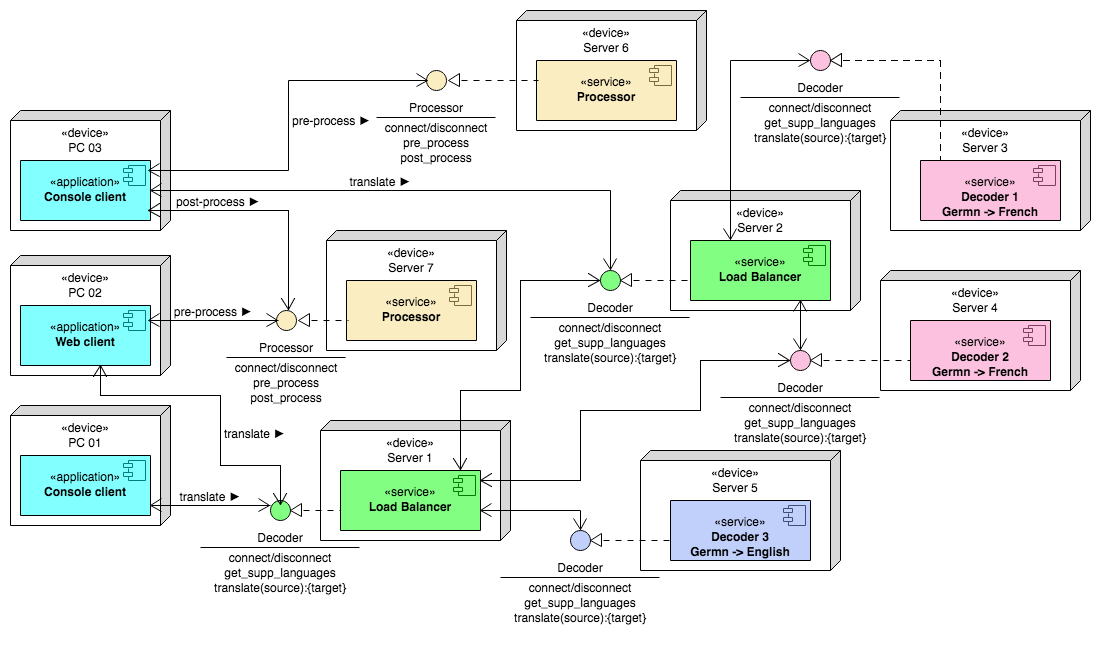 «device»
Server 6
«service»
Processor
Processor
connect/disconnect
pre_process
post_process
pre-process ►
Decoder
connect/disconnect
get_supp_languages
translate(source):{target}
«device»
Server 3
«service»
Decoder 1
Germn -> French
«device»
PC 03
«application»
Console client
translate ►
post-process ►
«device»
Server 2
«service»
Load Balancer
«device»
Server 7
«service»
Processor
«device»
PC 02
«application»
Web client
pre-process ►
Processor
connect/disconnect
pre_process
post_process
Decoder
connect/disconnect
get_supp_languages
translate(source):{target}
«device»
Server 4
«service»
Decoder 2
Germn -> French
Decoder
connect/disconnect
get_supp_languages
translate(source):{target}
«device»
PC 01
«application»
Console client
translate ►
translate ►
«device»
Server 1
«service»
Load Balancer
Decoder
connect/disconnect
get_supp_languages
translate(source):{target}
«device»
Server 5
«service»
Decoder 3
Germn -> English
Decoder
connect/disconnect
get_supp_languages
translate(source):{target}